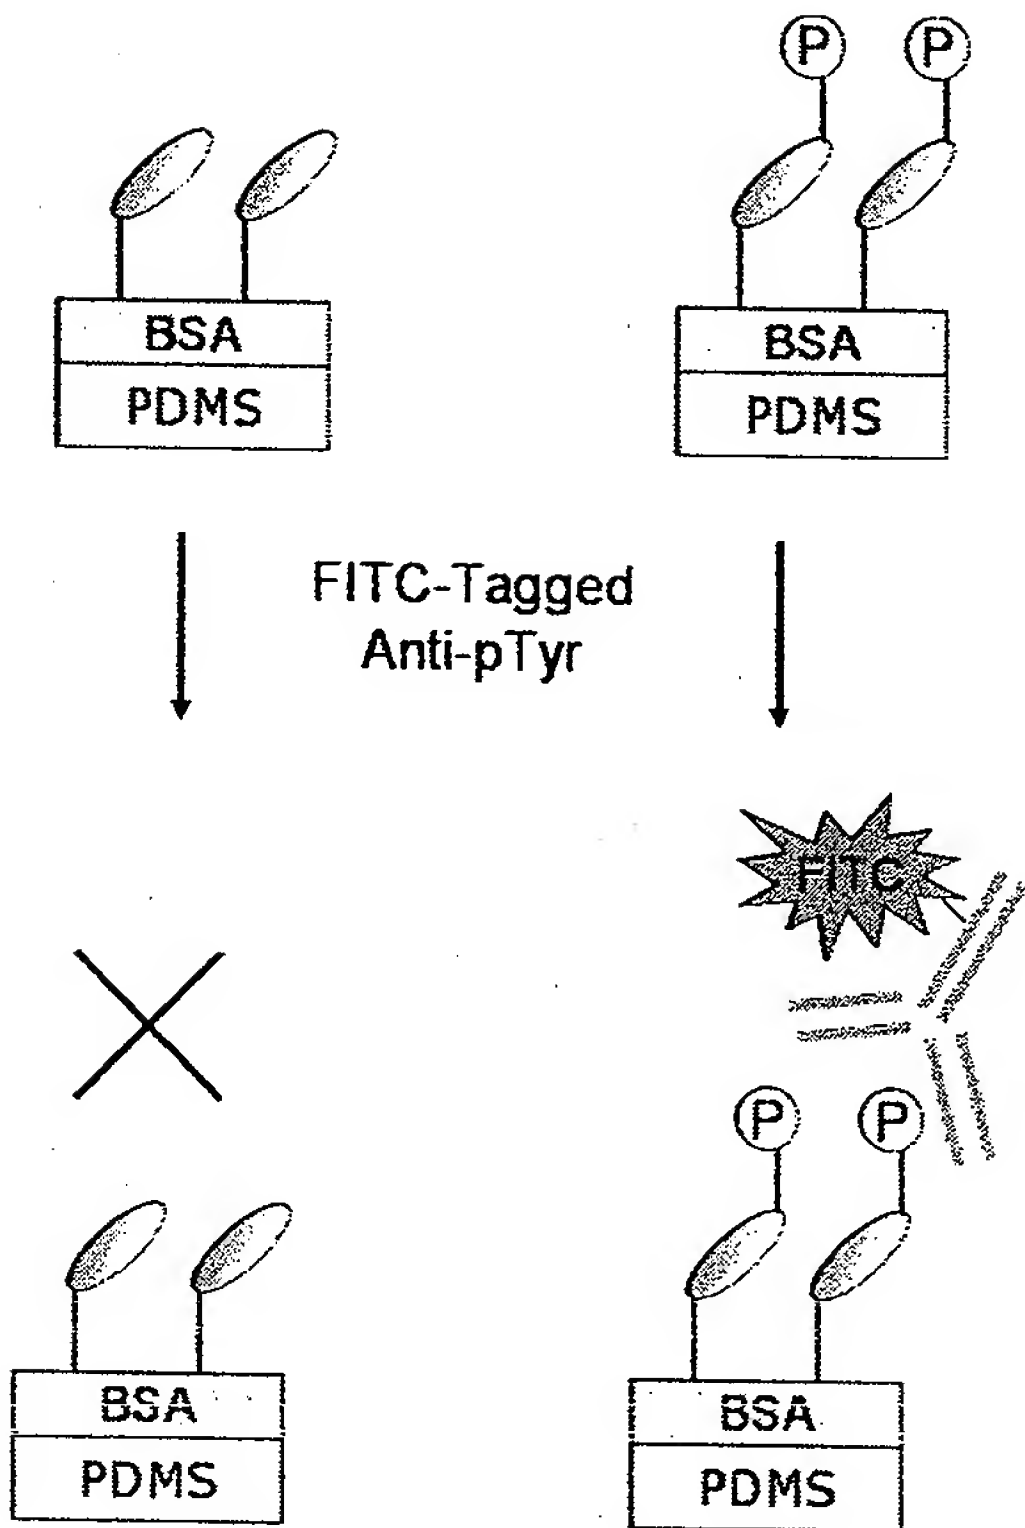 P P
BSA
PDMS
BSA
PDMS
FITC-Tagged
Anti-pTyr
FITC
P P
BSA
PDMS
BSA
PDMS